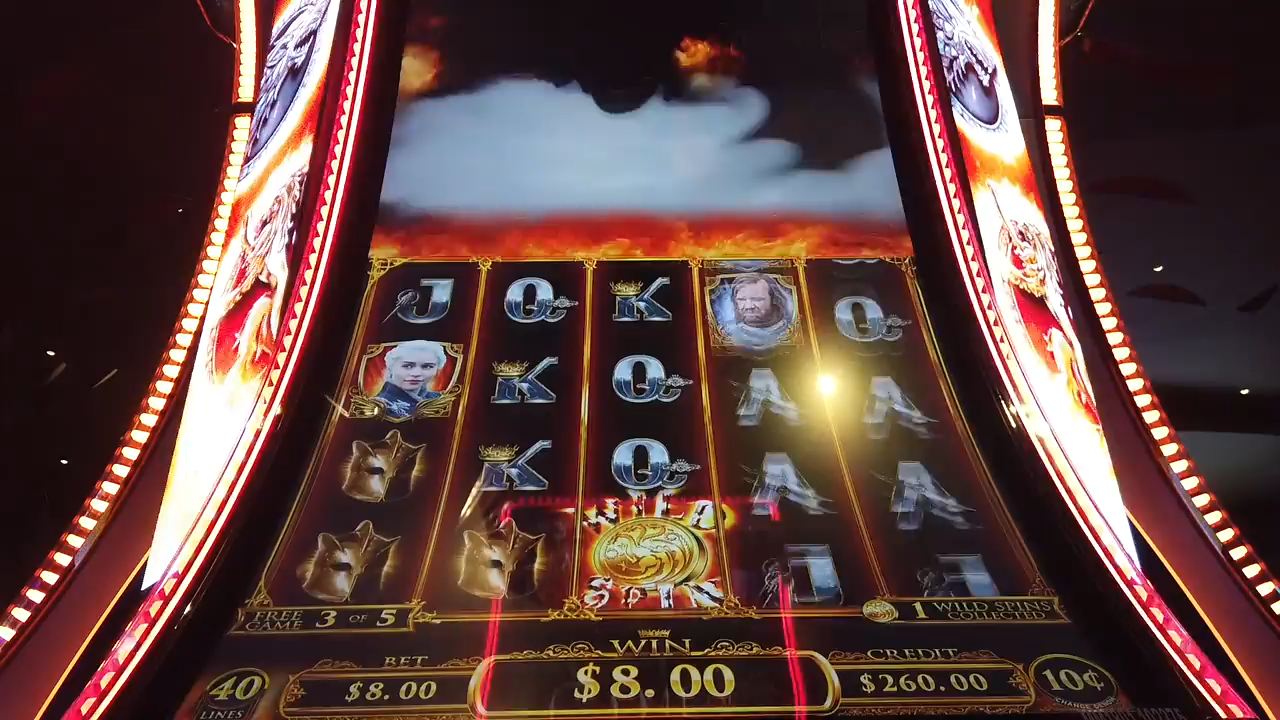 J Q K Q
K Q A A
K Q A A
WILD
SPIN
J J
FREE GAME 3 OF 5
1 WILD SPINS COLLECTED
BET
WIN
CREDIT
40 LINES
$8.00
$8.00
$260.00
10¢